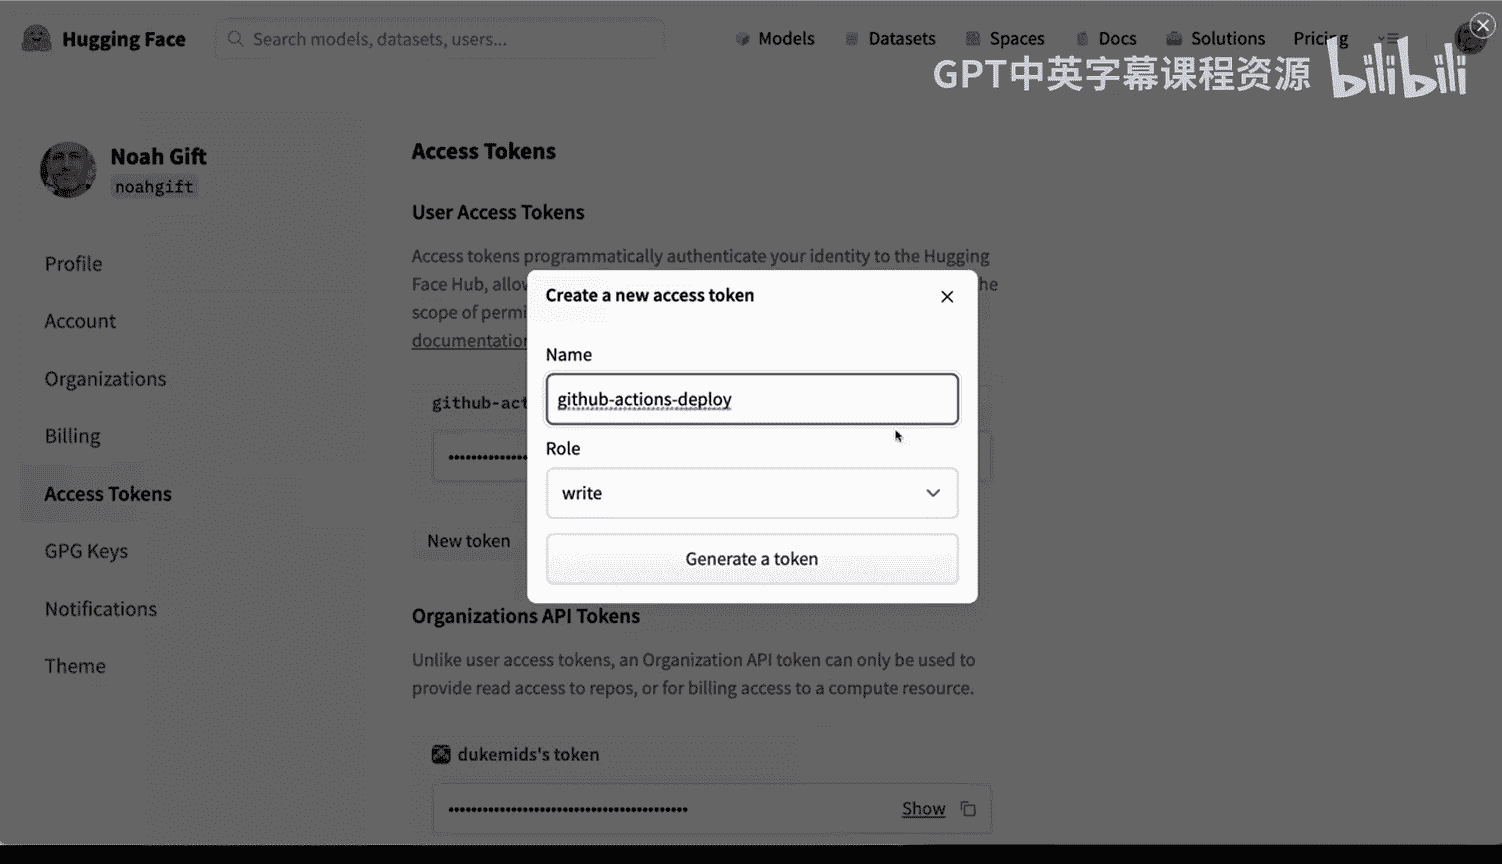 Hugging Face
Search models, datasets, users...
Models
Datasets
Spaces
Docs
Solutions
Pricing
GPT中英字幕课程资源 bilibili
Noah Gift
noahgift
Profile
Account
Organizations
Billing
Access Tokens
GPG Keys
Notifications
Theme
Access Tokens
User Access Tokens
Access tokens programmatically authenticate your identity to the Hugging
Face Hub, allow
the
scope of permi
documentation
github-act
New token
Create a new access token
Name
github-actions-deploy
Role
write
Generate a token
Organizations API Tokens
Unlike user access tokens, an Organization API token can only be used to
provide read access to repos, or for billing access to a compute resource.
dukemids's token
Show